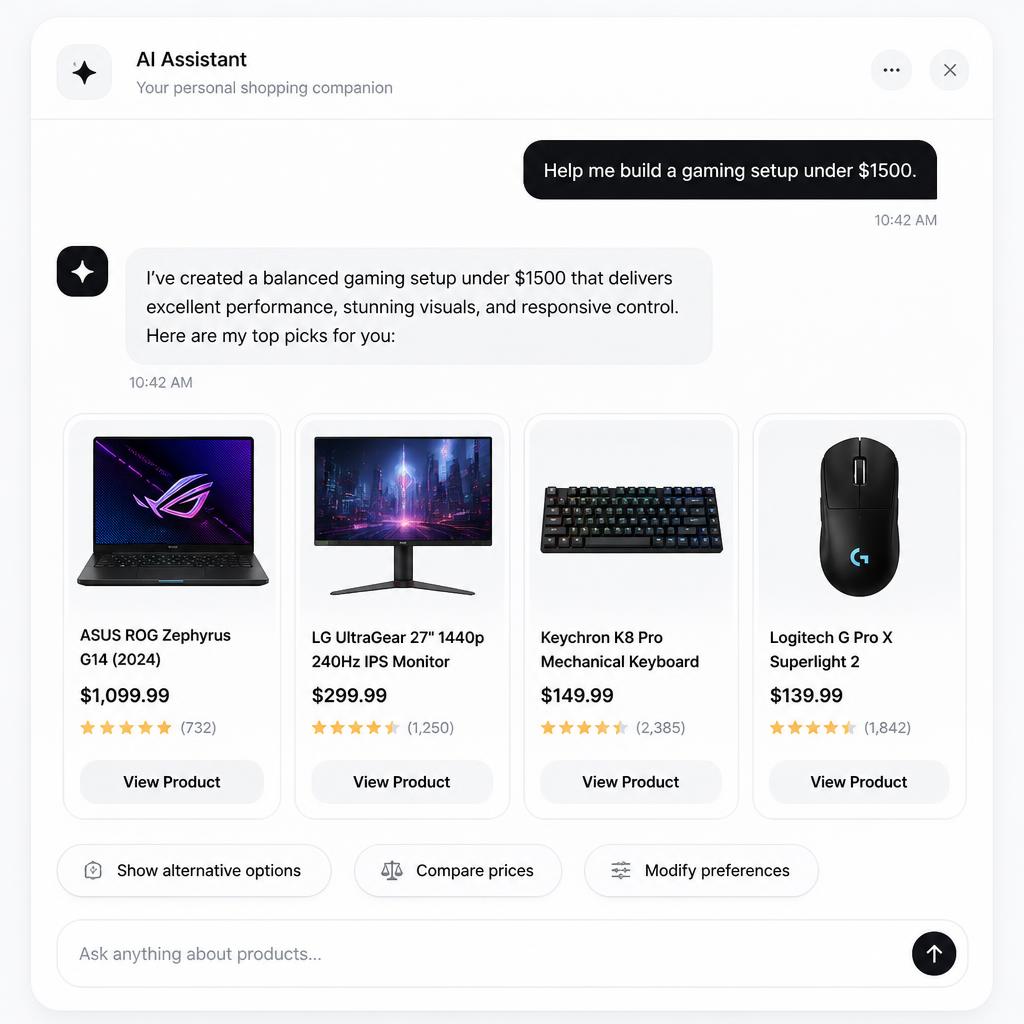 AI Assistant
Your personal shopping companion
Help me build a gaming setup under $1500.
10:42 AM
I’ve created a balanced gaming setup under $1500 that delivers
excellent performance, stunning visuals, and responsive control.
Here are my top picks for you:
10:42 AM
ASUS ROG Zephyrus
G14 (2024)
$1,099.99
(732)
View Product
LG UltraGear 27" 1440p
240Hz IPS Monitor
$299.99
(1,250)
View Product
Keychron K8 Pro
Mechanical Keyboard
$149.99
(2,385)
View Product
G
Logitech G Pro X
Superlight 2
$139.99
(1,842)
View Product
Show alternative options
Compare prices
Modify preferences
Ask anything about products...